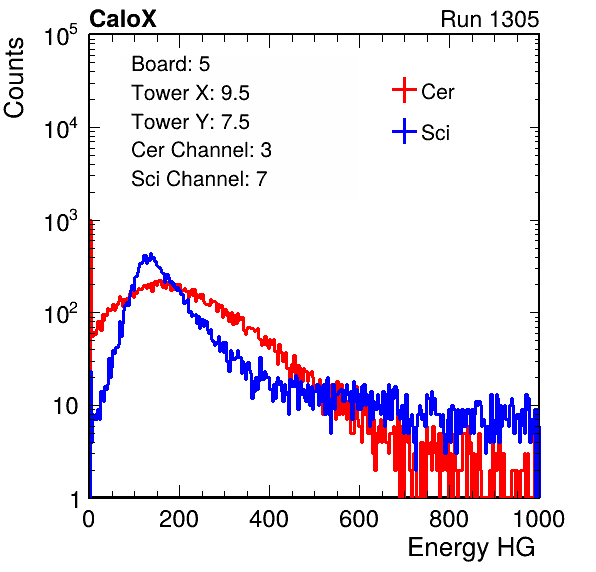 CaloX Run 1305
Counts
Board: 5
Tower X: 9.5
Tower Y: 7.5
Cer Channel: 3
Sci Channel: 7
Cer
Sci
10^5
10^4
10^3
10^2
10
1
0 200 400 600 800 1000
Energy HG